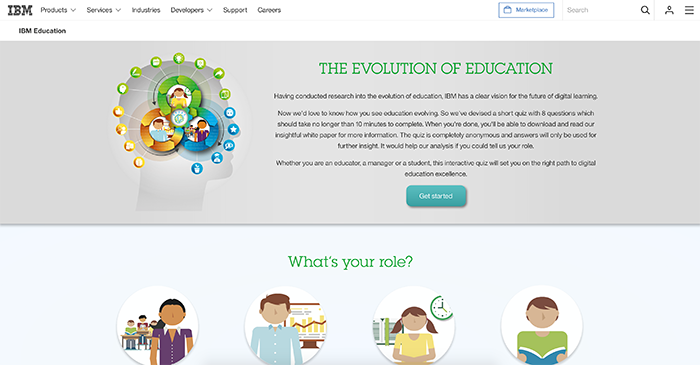 IBM Products Services Industries Developers Support Careers Marketplace Search
IBM Education
THE EVOLUTION OF EDUCATION
Having conducted research into the evolution of education, IBM has a clear vision for the future of digital learning.
Now we'd love to know how you see education evolving. So we've devised a short quiz with 8 questions which
should take no longer than 10 minutes to complete. When you're done, you'll be able to download and read our
insightful white paper for more information. The quiz is completely anonymous and answers will only be used for
further insight. It would help our analysis if you could tell us your role.
Whether you are an educator, a manager or a student, this interactive quiz will set you on the right path to digital
education excellence.
Get started
What's your role?